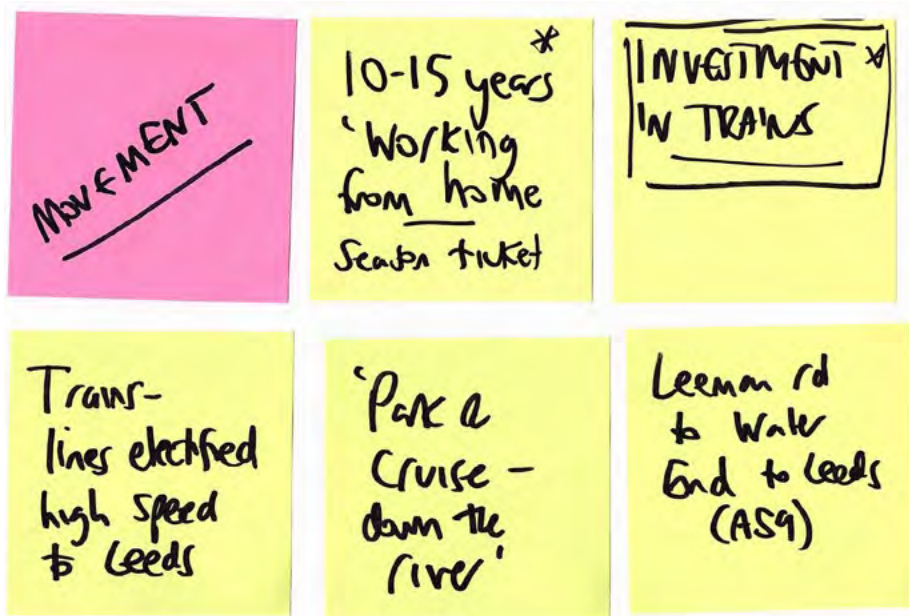 MOVEMENT
10-15 years *
'Working
from home
Season ticket
INVESTMENT *
IN TRAINS
Trains-
lines electrified
high speed
to Leeds
'Park &
Cruise -
down the
river'
Leeman rd
to Water
End to Leeds
(A59)